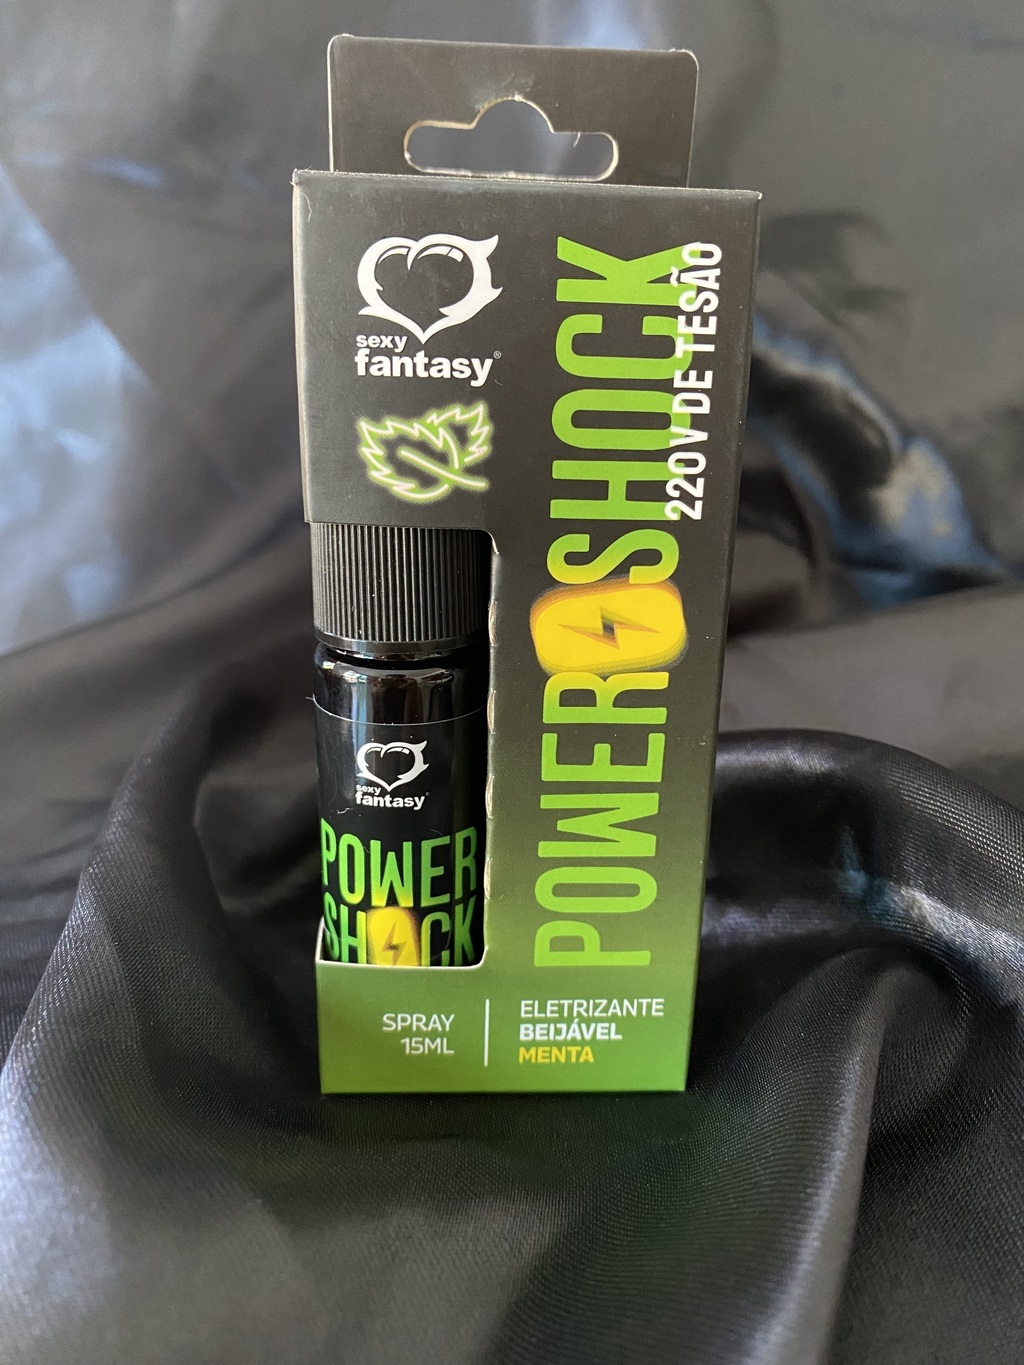 sexy
fantasy®
POWER SHOCK
220V DE TESÃO
sexy
fantasy®
POWER
SHOCK
SPRAY
15ML
ELETRIZANTE
BEIJÁVEL
MENTA